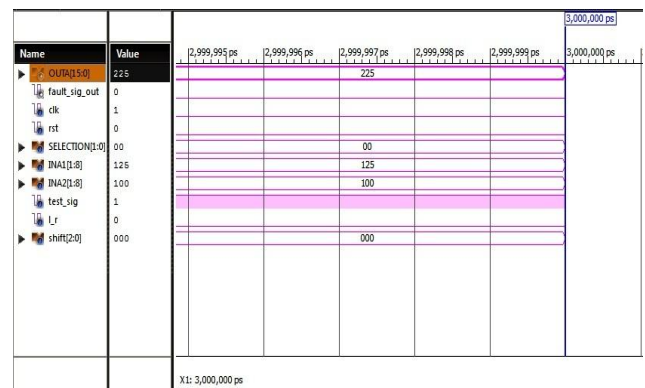 3,000,000 ps
Name Value 2,999,995 ps 2,999,996 ps 2,999,997 ps 2,999,998 ps 2,999,999 ps 3,000,000 ps
OUTA[15:0] 225 225
fault_sig_out 0
clk 1
rst 0
SELECTION[1:0] 00 00
INA1[1:8] 125 125
INA2[1:8] 100 100
test_sig 1
l_r 0
shift[2:0] 000 000
X1: 3,000,000 ps